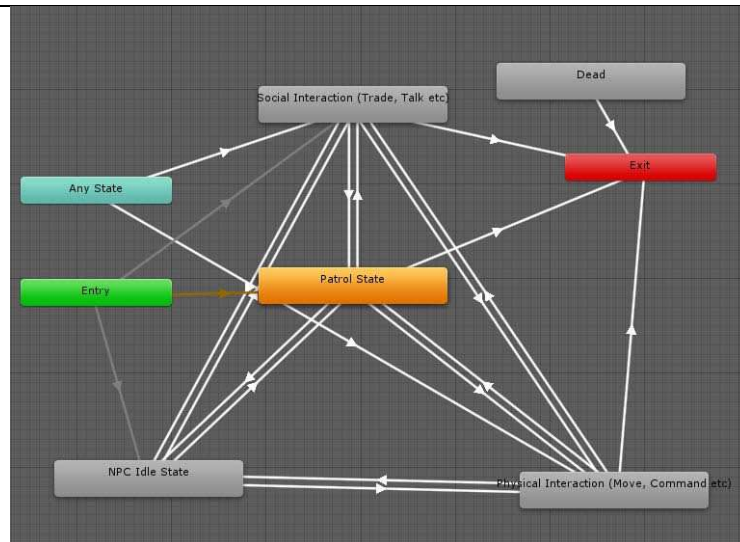 Dead
Social Interaction (Trade, Talk etc)
Exit
Any State
Patrol State
Entry
NPC Idle State
Physical Interaction (Move, Command etc)